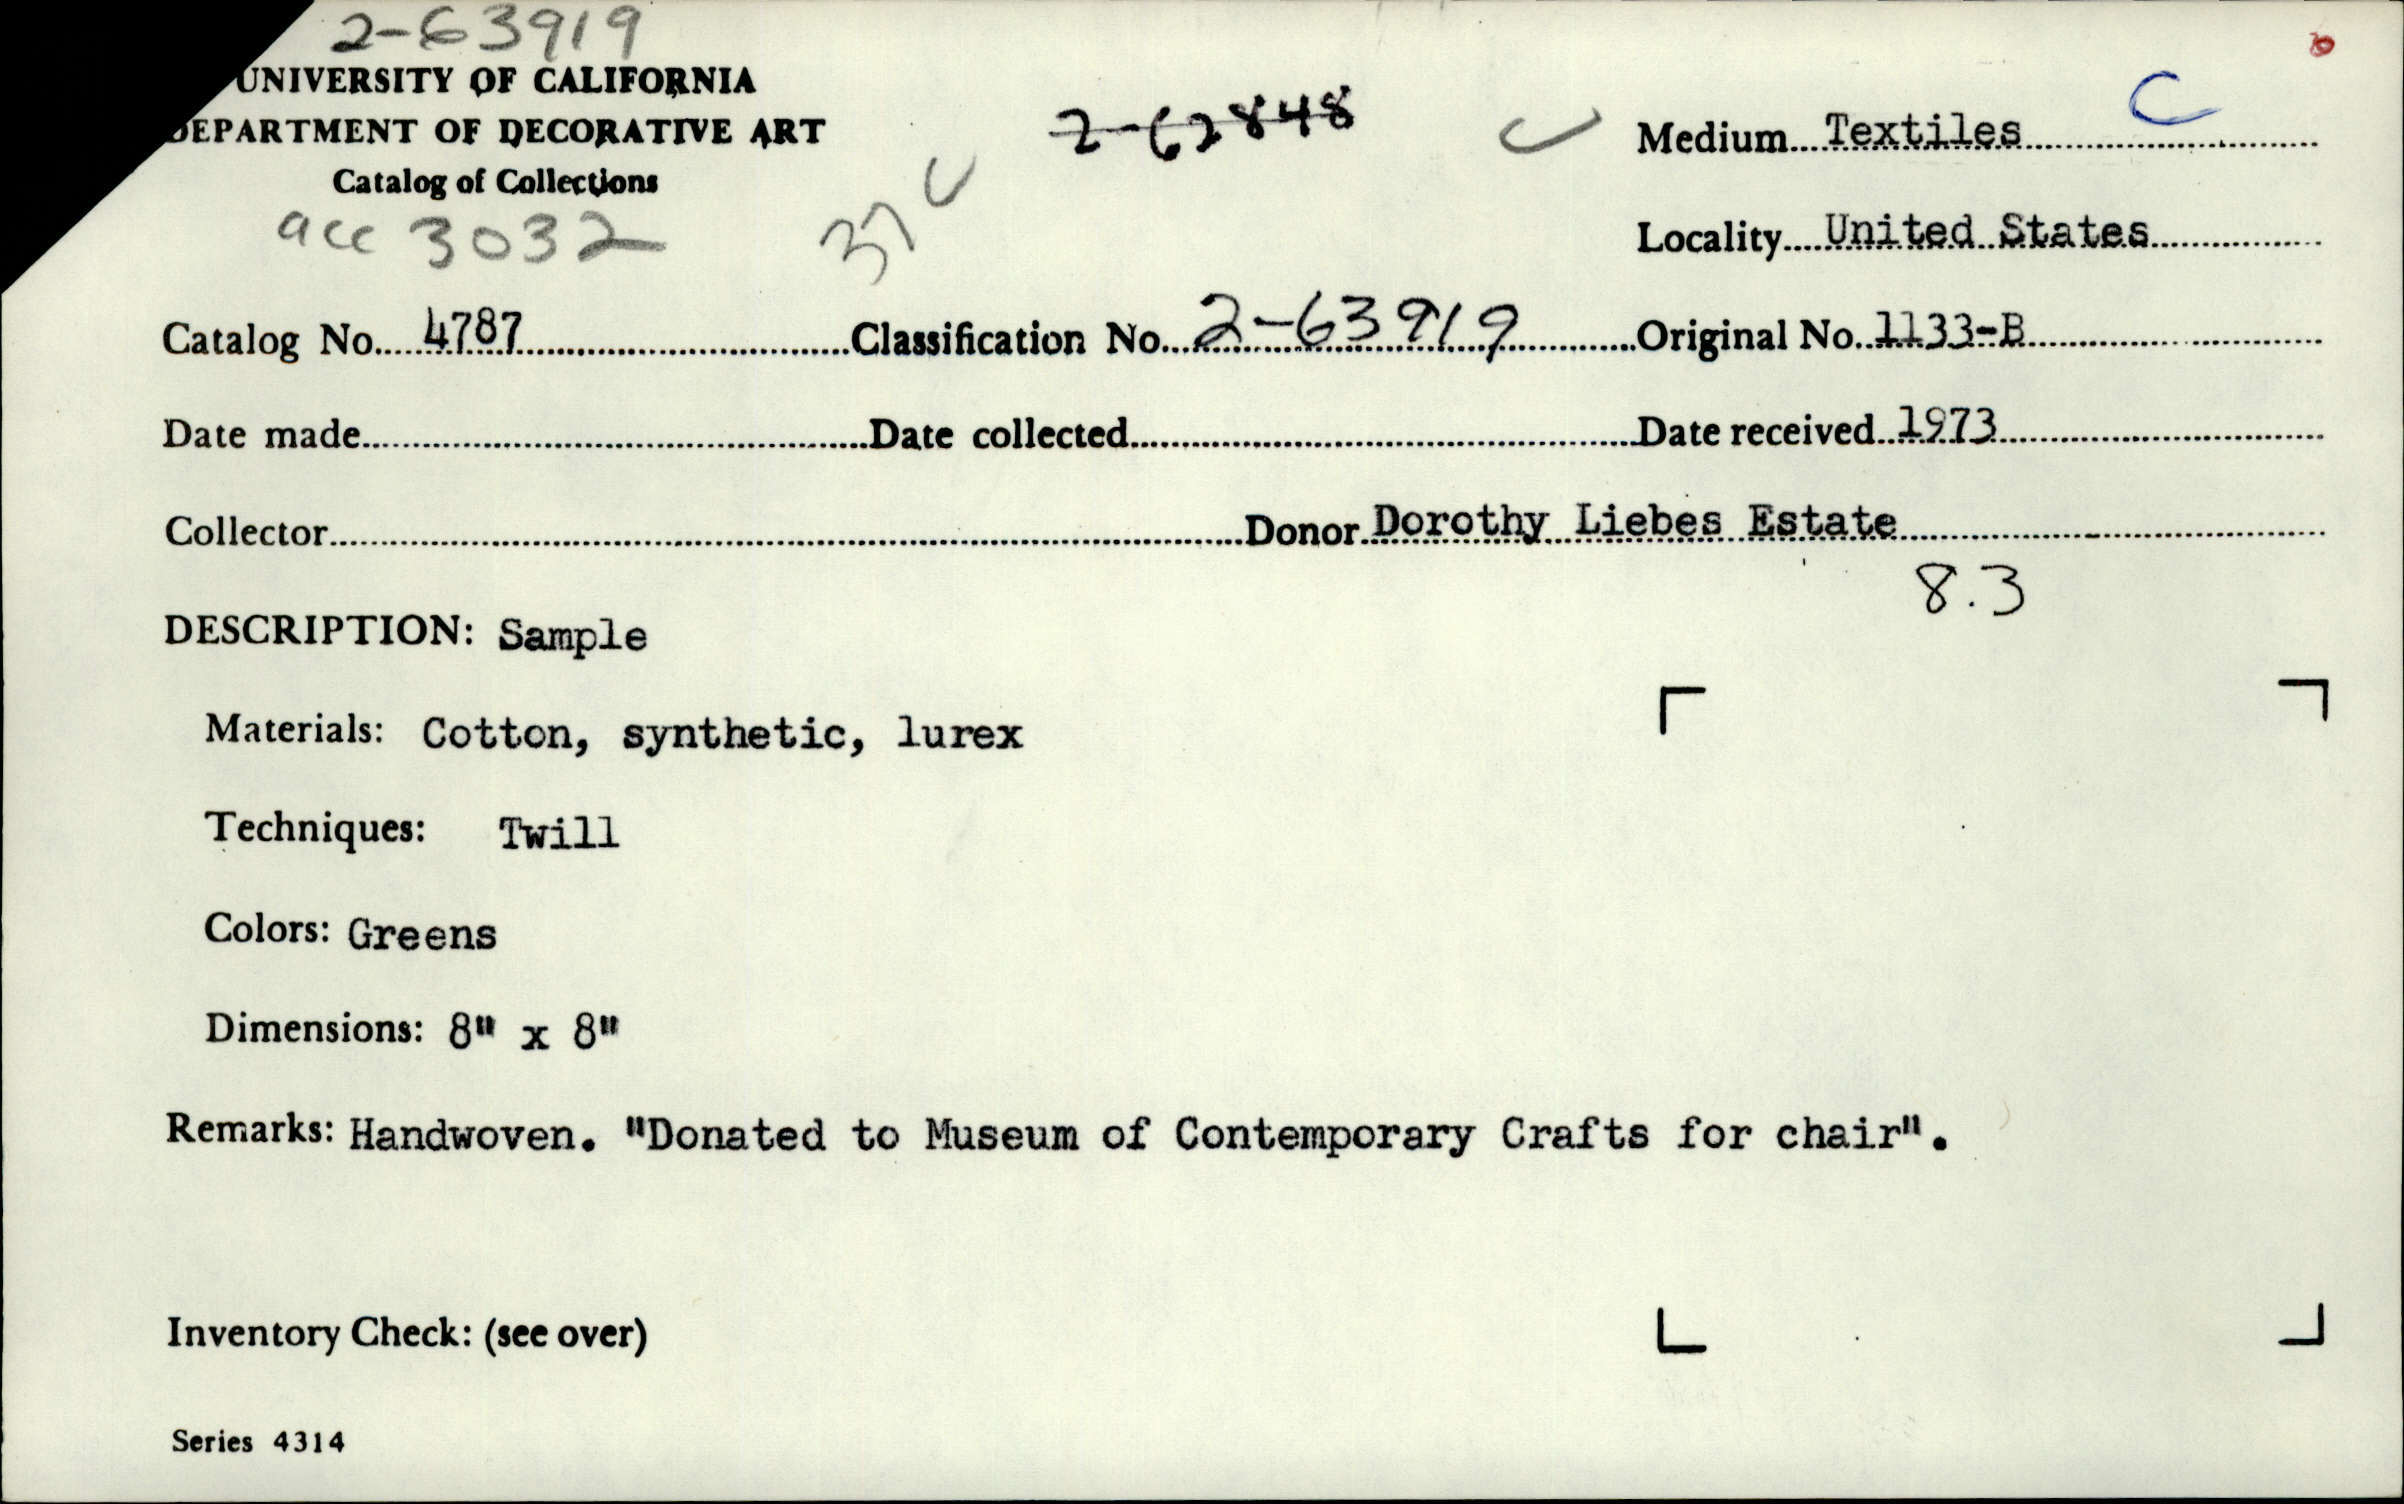 2-63919
UNIVERSITY OF CALIFORNIA
DEPARTMENT OF DECORATIVE ART
Catalog of Collections
acc 3032
37
2-62848
C
Medium Textiles
Locality United States
Catalog No. 4787 Classification No. 2-63919 Original No. 1133-B
Date made Date collected Date received 1973
Collector Donor Dorothy Liebes Estate
8.3
DESCRIPTION: Sample
Materials: Cotton, synthetic, lurex
Techniques: Twill
Colors: Greens
Dimensions: 8" x 8"
Remarks: Handwoven. "Donated to Museum of Contemporary Crafts for chair".
Inventory Check: (see over)
Series 4314